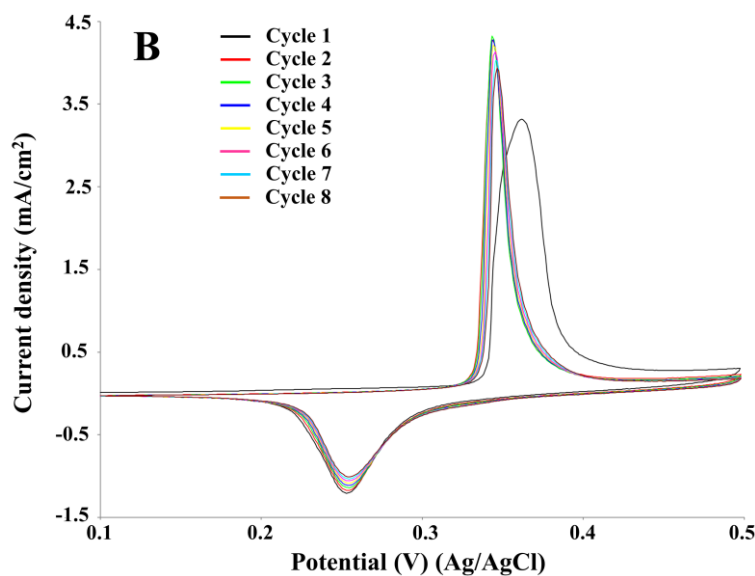 B
Cycle 1
Cycle 2
Cycle 3
Cycle 4
Cycle 5
Cycle 6
Cycle 7
Cycle 8
4.5
3.5
2.5
1.5
0.5
-0.5
-1.5
Current density (mA/cm²)
0.1 0.2 0.3 0.4 0.5
Potential (V) (Ag/AgCl)